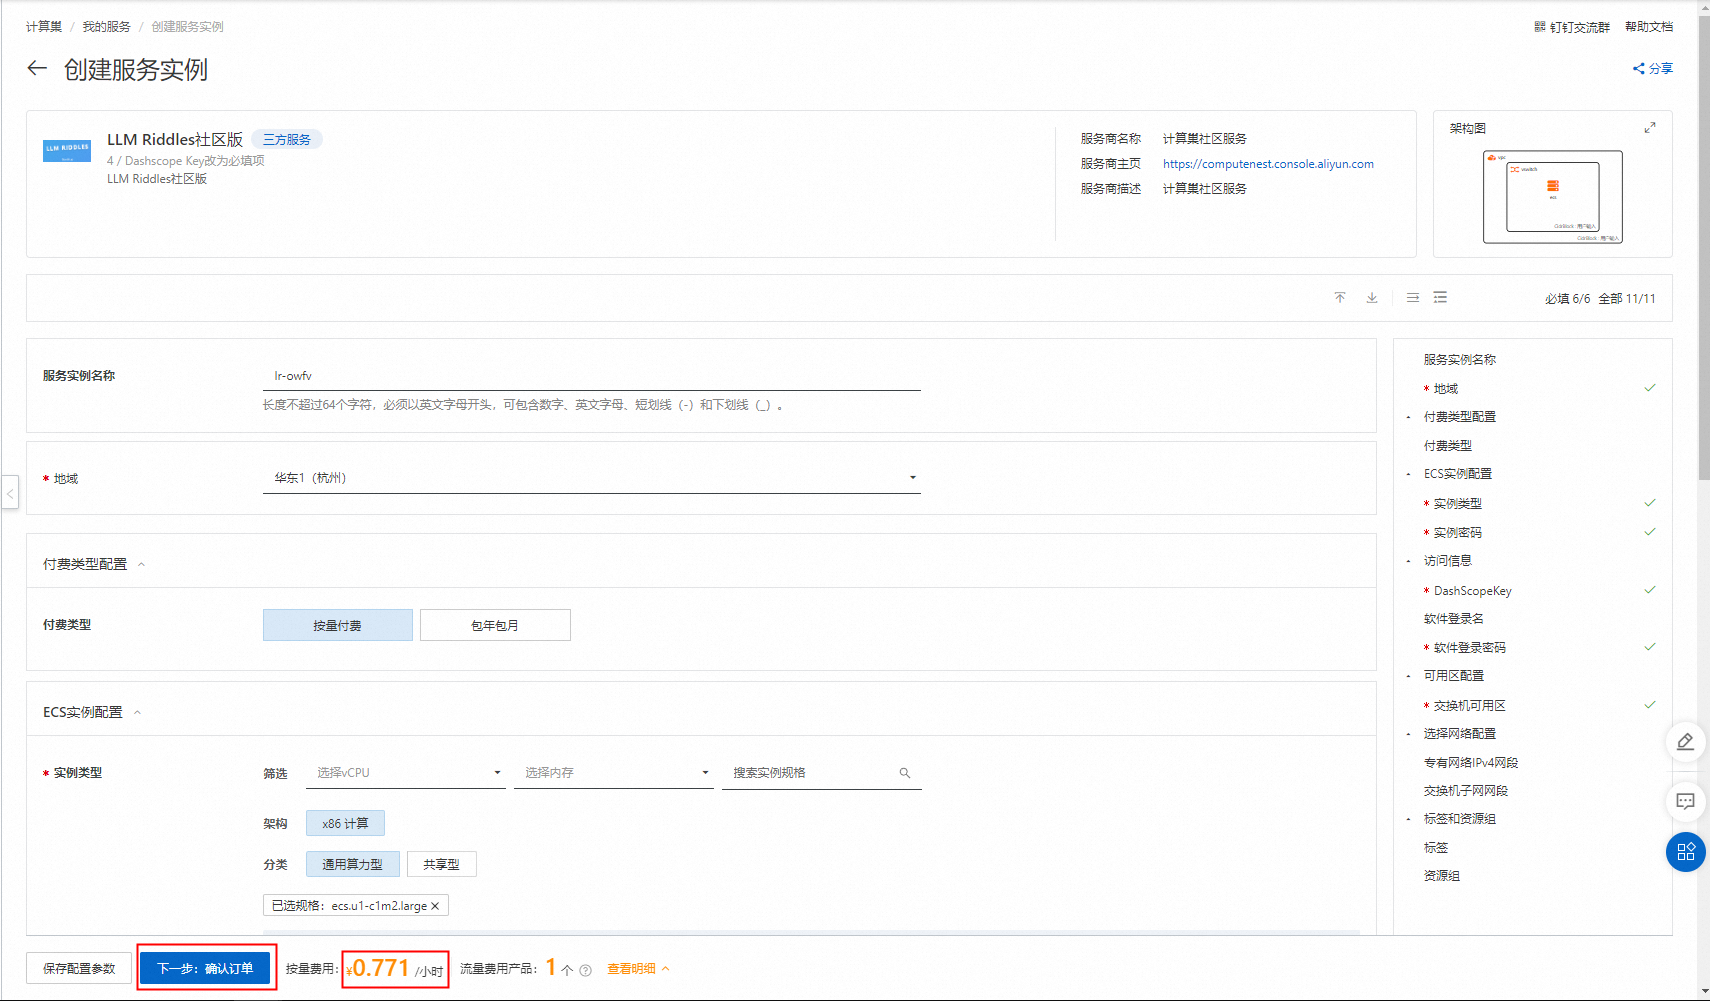 计算巢 / 我的服务 / 创建服务实例
钉钉交流群 帮助文档
创建服务实例
分享
LLM RIDDLES
LLM Riddles社区版 三方服务
4 / Dashscope Key改为必填项
LLM Riddles社区版
服务商名称 计算巢社区服务
服务商主页 https://computenest.console.aliyun.com
服务商描述 计算巢社区服务
架构图
vpc
vswitch
ecs
CidrBlock : 用户输入
CidrBlock : 用户输入
必填 6/6 全部 11/11
服务实例名称
lr-owfv
长度不超过64个字符，必须以英文字母开头，可包含数字、英文字母、短划线（-）和下划线（_）。
* 地域
华东1（杭州）
付费类型配置
付费类型
按量付费
包年包月
ECS实例配置
* 实例类型
筛选 选择vCPU 选择内存 搜索实例规格
架构 x86 计算
分类 通用算力型 共享型
已选规格：ecs.u1-c1m2.large ×
服务实例名称
* 地域
付费类型配置
付费类型
ECS实例配置
* 实例类型
* 实例密码
访问信息
* DashScopeKey
软件登录名
* 软件登录密码
可用区配置
* 交换机可用区
选择网络配置
专有网络IPv4网段
交换机子网网段
标签和资源组
标签
资源组
保存配置参数 下一步：确认订单 按量费用: ¥0.771 /小时 流量费用产品: 1 个 查看明细